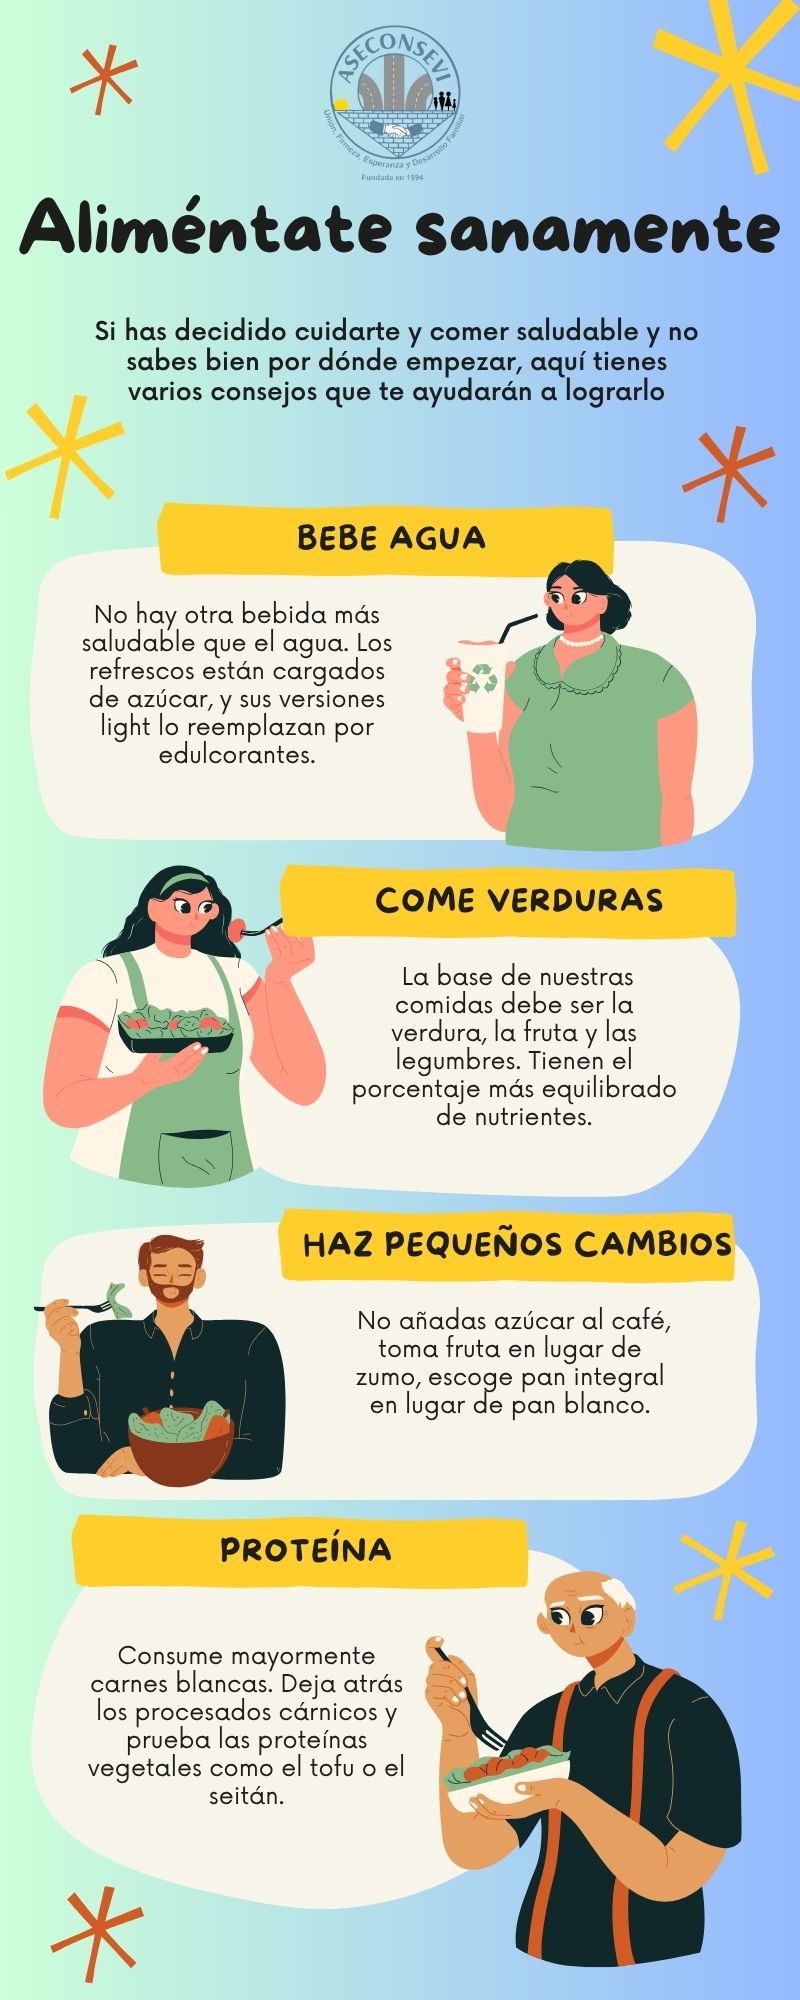 ASECONSEVI
Union, Firmeza, Esperanza y Desarrollo Familiar
Fundada en 1994
Aliméntate sanamente
Si has decidido cuidarte y comer saludable y no
sabes bien por dónde empezar, aquí tienes
varios consejos que te ayudarán a lograrlo
BEBE AGUA
No hay otra bebida más
saludable que el agua. Los
refrescos están cargados
de azúcar, y sus versiones
light lo reemplazan por
edulcorantes.
COME VERDURAS
La base de nuestras
comidas debe ser la
verdura, la fruta y las
legumbres. Tienen el
porcentaje más equilibrado
de nutrientes.
HAZ PEQUEÑOS CAMBIOS
No añadas azúcar al café,
toma fruta en lugar de
zumo, escoge pan integral
en lugar de pan blanco.
PROTEÍNA
Consume mayormente
carnes blancas. Deja atrás
los procesados cárnicos y
prueba las proteínas
vegetales como el tofu o el
seitán.